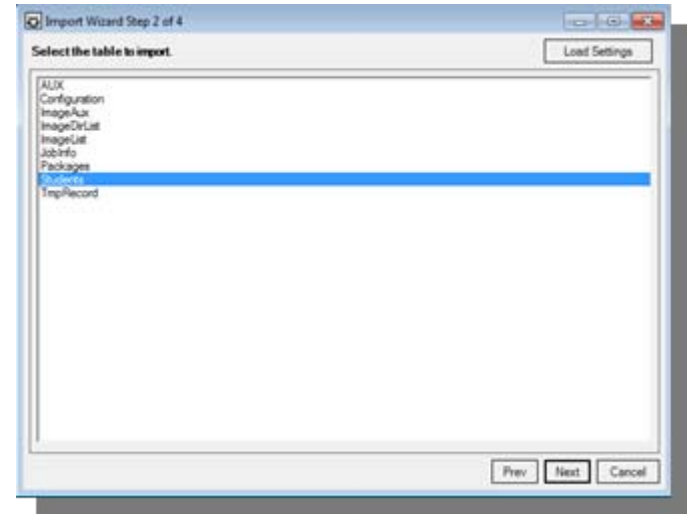 Import Wizard Step 2 of 4
Select the table to import.
Load Settings
AUX
Configuration
ImageAux
ImageDirList
ImageList
JobInfo
Packages
Students
TmpRecord
Prev
Next
Cancel